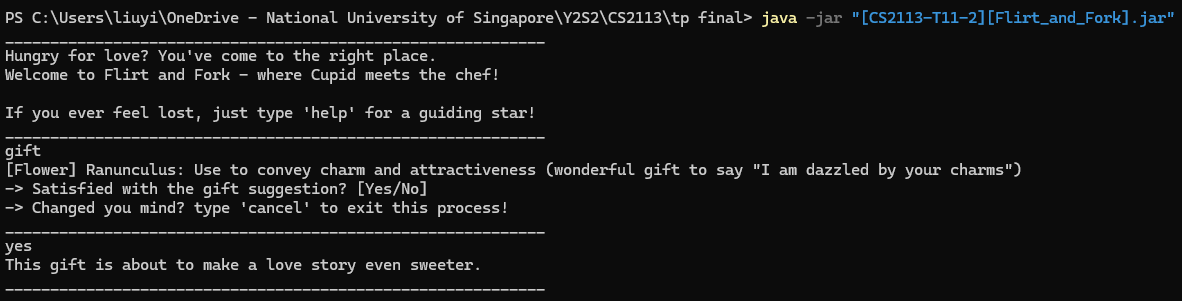 PS C:\Users\liuyi\OneDrive - National University of Singapore\Y2S2\CS2113\tp final> java -jar "[CS2113-T11-2][Flirt_and_Fork].jar"
____________________________________________________________
Hungry for love? You've come to the right place.
Welcome to Flirt and Fork - where Cupid meets the chef!
If you ever feel lost, just type 'help' for a guiding star!
____________________________________________________________
gift
[Flower] Ranunculus: Use to convey charm and attractiveness (wonderful gift to say "I am dazzled by your charms")
-> Satisfied with the gift suggestion? [Yes/No]
-> Changed you mind? type 'cancel' to exit this process!
____________________________________________________________
yes
This gift is about to make a love story even sweeter.
____________________________________________________________